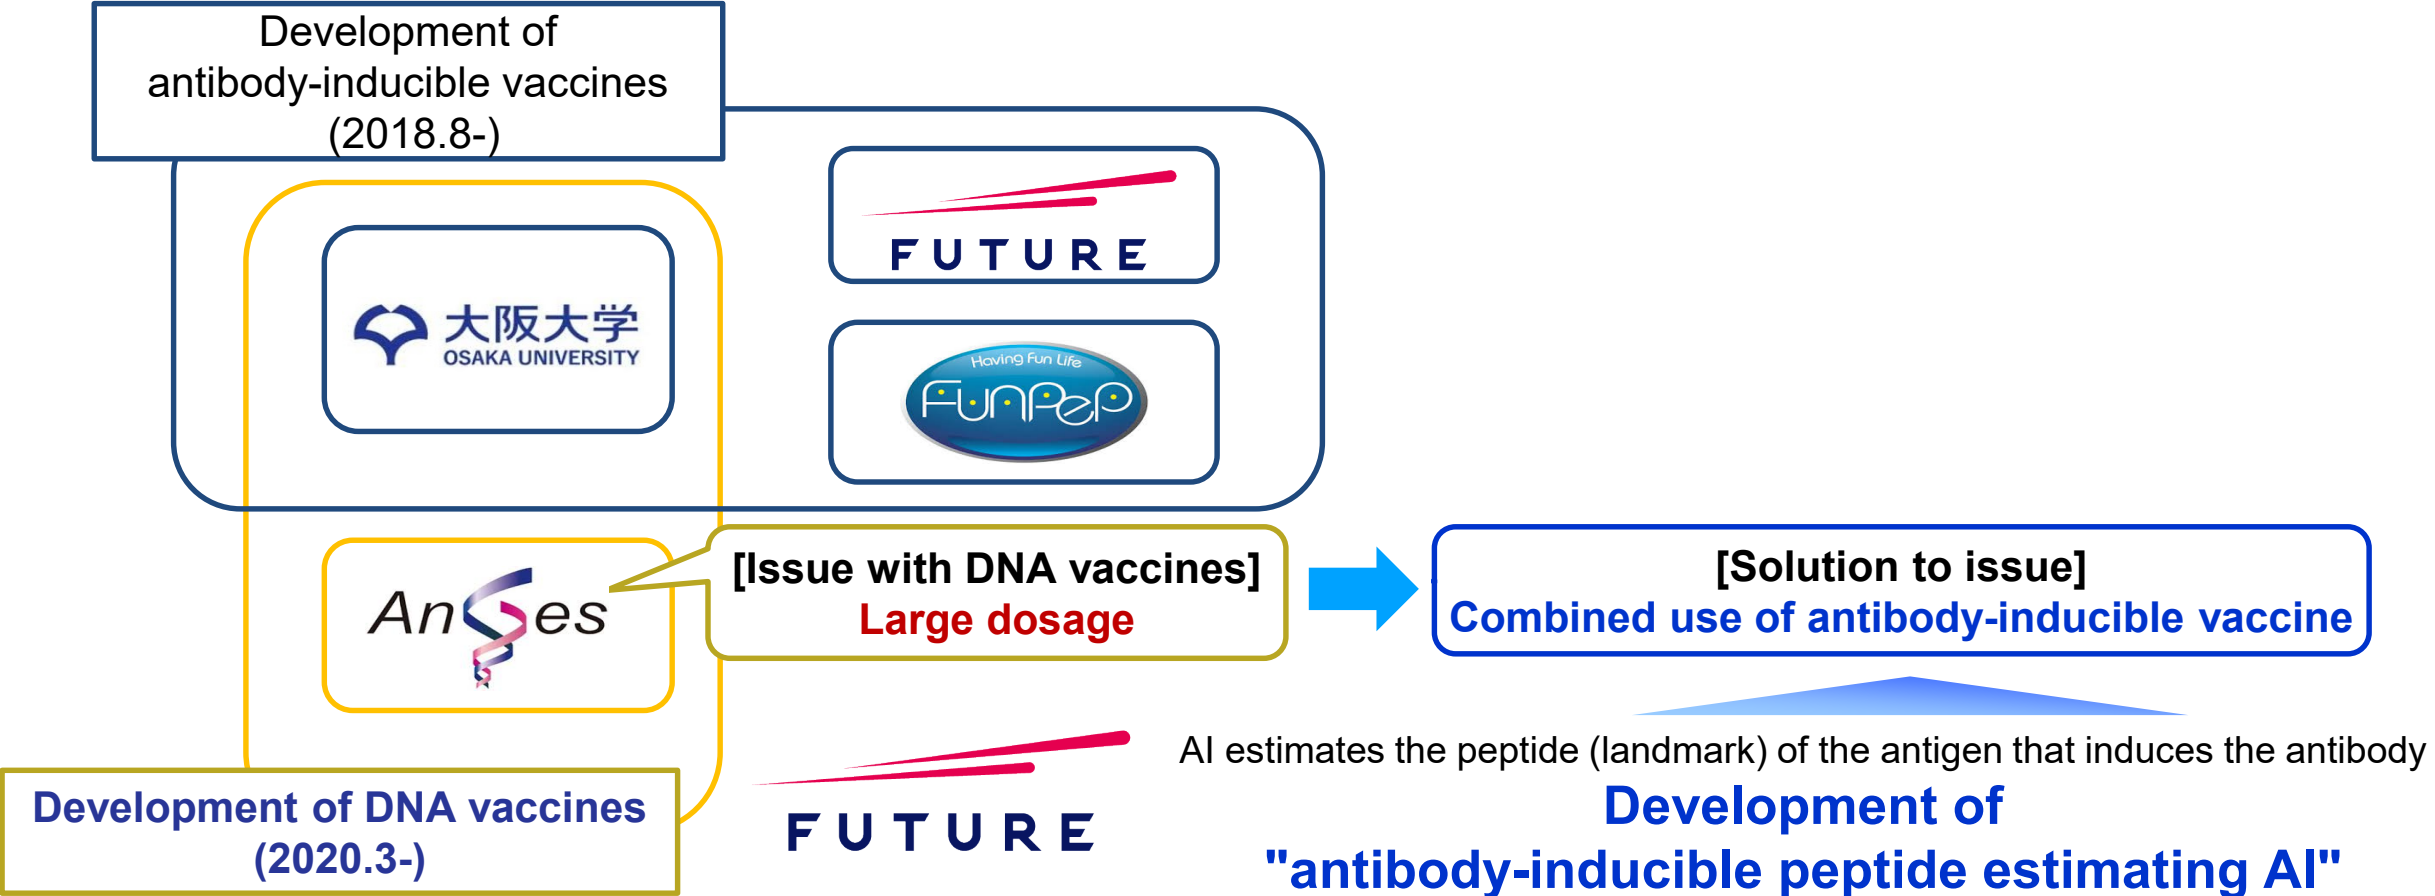 Development of
antibody-inducible vaccines
(2018.8-)
FUTURE
大阪大学
OSAKA UNIVERSITY
Having Fun Life
FunPeP
AnGes
[Issue with DNA vaccines]
Large dosage
[Solution to issue]
Combined use of antibody-inducible vaccine
Development of DNA vaccines
(2020.3-)
FUTURE
AI estimates the peptide (landmark) of the antigen that induces the antibody
Development of
"antibody-inducible peptide estimating AI"